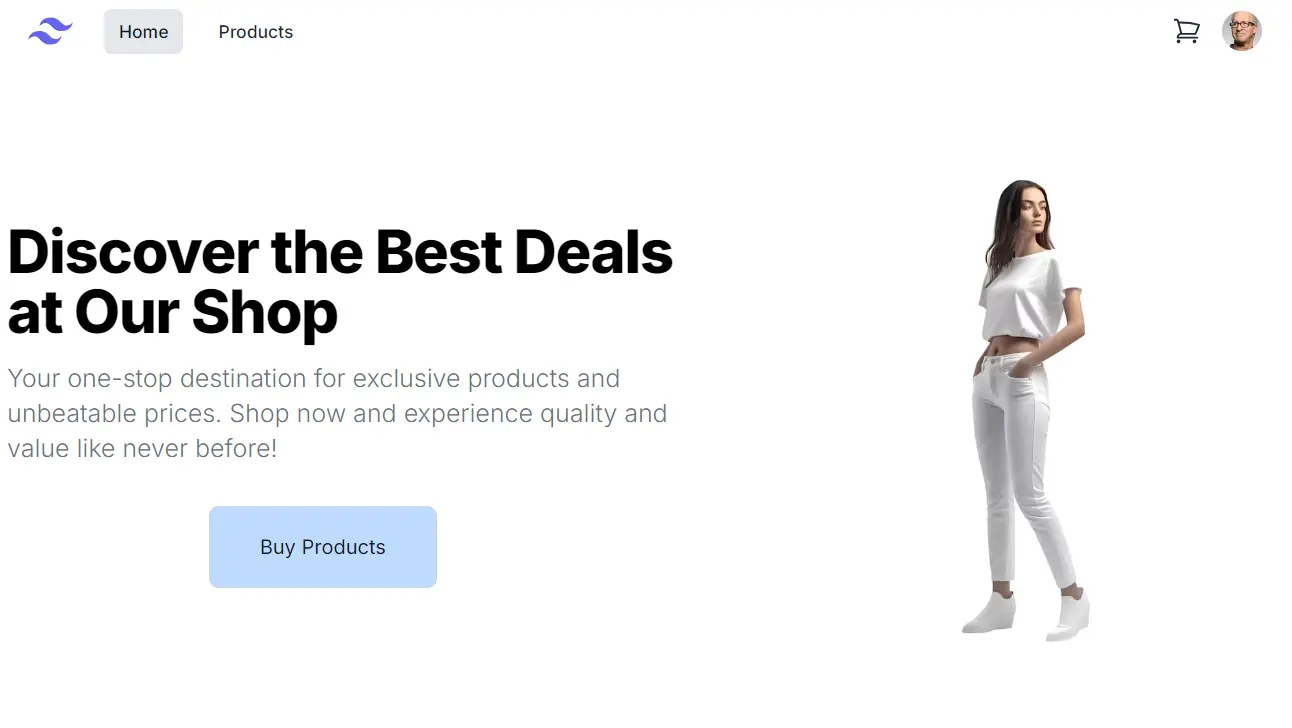 Home
Products
Discover the Best Deals
at Our Shop
Your one-stop destination for exclusive products and
unbeatable prices. Shop now and experience quality and
value like never before!
Buy Products